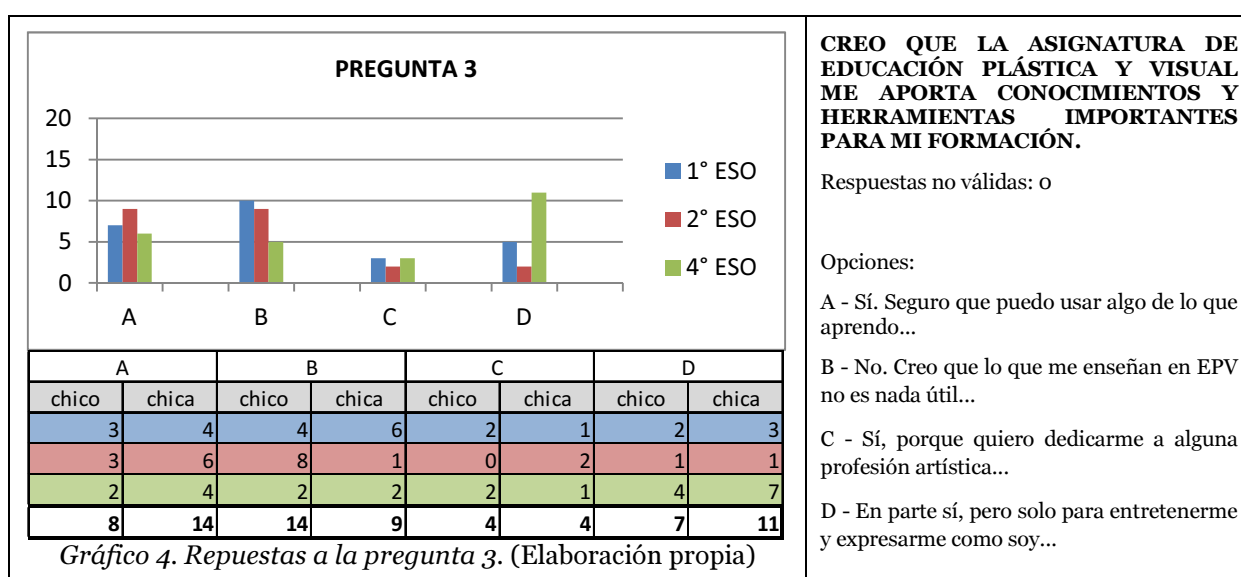 PREGUNTA 3
20
15
10
5
0
A B C D
1° ESO
2° ESO
4° ESO
A B C D
chico chica chico chica chico chica chico chica
3 4 4 6 2 1 2 3
3 6 8 1 0 2 1 1
2 4 2 2 2 1 4 7
8 14 14 9 4 4 7 11
Gráfico 4. Repuestas a la pregunta 3. (Elaboración propia)
CREO QUE LA ASIGNATURA DE
EDUCACIÓN PLÁSTICA Y VISUAL
ME APORTA CONOCIMIENTOS Y
HERRAMIENTAS IMPORTANTES
PARA MI FORMACIÓN.
Respuestas no válidas: 0
Opciones:
A - Sí. Seguro que puedo usar algo de lo que
aprendo...
B - No. Creo que lo que me enseñan en EPV
no es nada útil...
C - Sí, porque quiero dedicarme a alguna
profesión artística...
D - En parte sí, pero solo para entretenerme
y expresarme como soy...